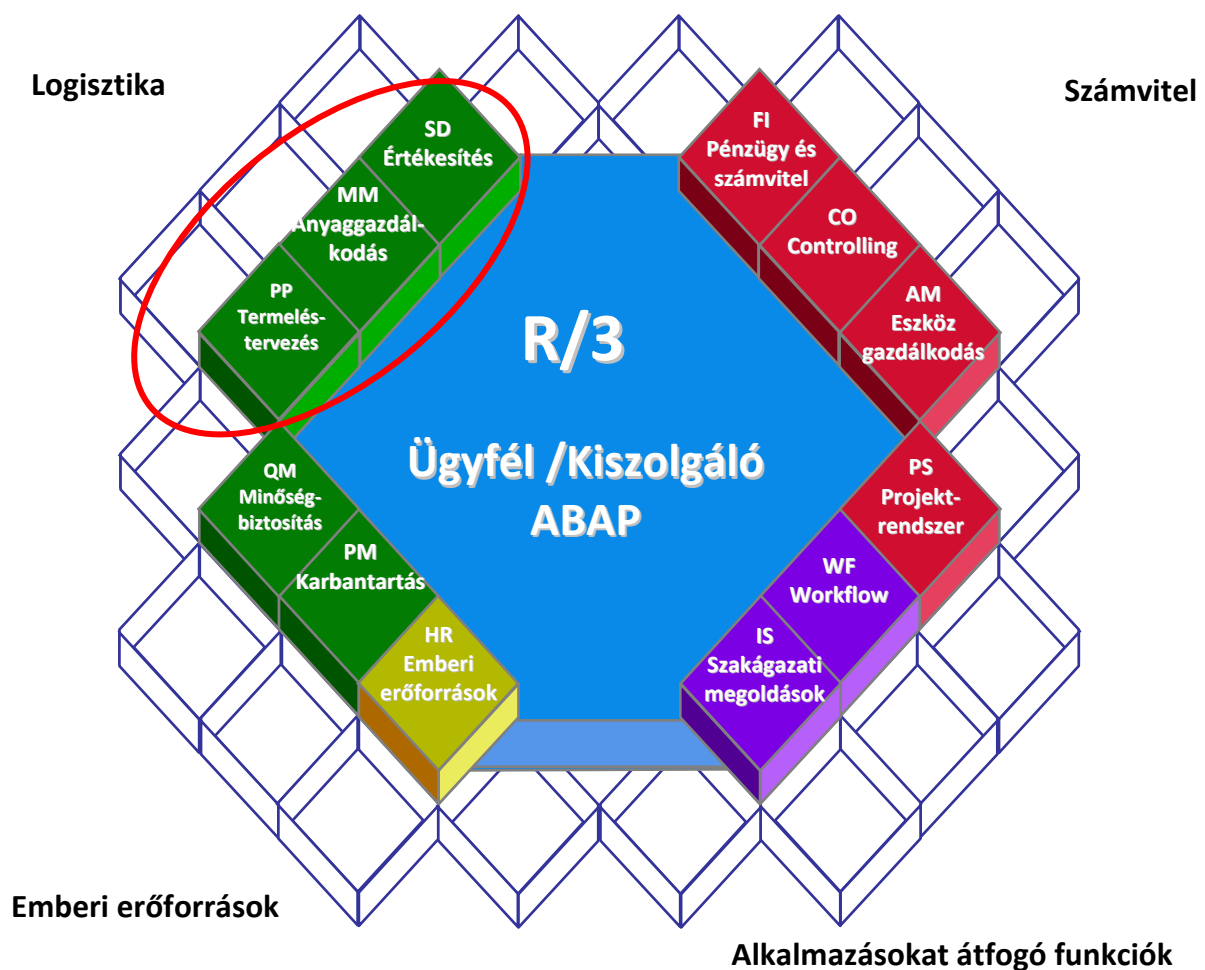 Logisztika
Számvitel
SD
Értékesítés
MM
Anyaggazdál-
kodás
PP
Termelés-
tervezés
FI
Pénzügy és
számvitel
CO
Controlling
AM
Eszköz
gazdálkodás
R/3
Ügyfél /Kiszolgáló
ABAP
QM
Minőség-
biztosítás
PM
Karbantartás
HR
Emberi
erőforrások
PS
Projekt-
rendszer
WF
Workflow
IS
Szakágazati
megoldások
Emberi erőforrások
Alkalmazásokat átfogó funkciók